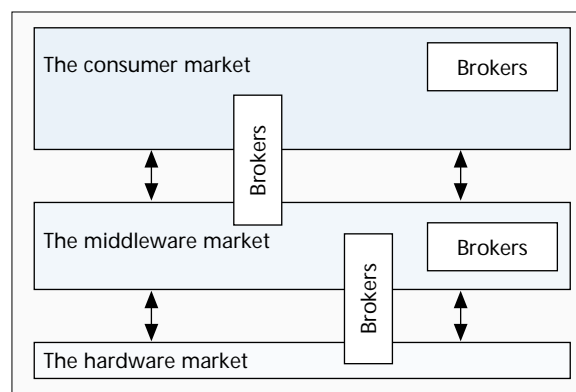 The consumer market
Brokers
Brokers
The middleware market
Brokers
Brokers
The hardware market